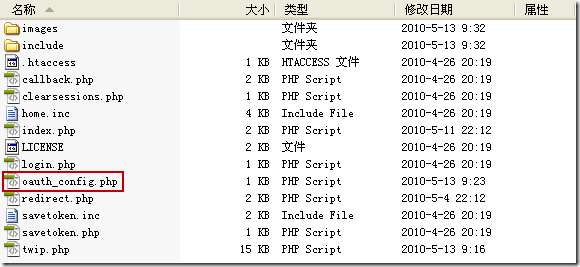 名称 大小 类型 修改日期 属性
images 文件夹 2010-5-13 9:32
include 文件夹 2010-5-13 9:32
.htaccess 1 KB HTACCESS 文件 2010-4-26 20:19
callback.php 2 KB PHP Script 2010-4-26 20:19
clearsessions.php 1 KB PHP Script 2010-4-26 20:19
home.inc 4 KB Include File 2010-4-26 20:19
index.php 2 KB PHP Script 2010-5-11 22:12
LICENSE 2 KB 文件 2010-4-26 20:19
login.php 1 KB PHP Script 2010-4-26 20:19
oauth_config.php 1 KB PHP Script 2010-5-13 9:23
redirect.php 2 KB PHP Script 2010-5-4 22:12
savetoken.inc 2 KB Include File 2010-4-26 20:19
savetoken.php 1 KB PHP Script 2010-4-26 20:19
twip.php 15 KB PHP Script 2010-5-13 9:16